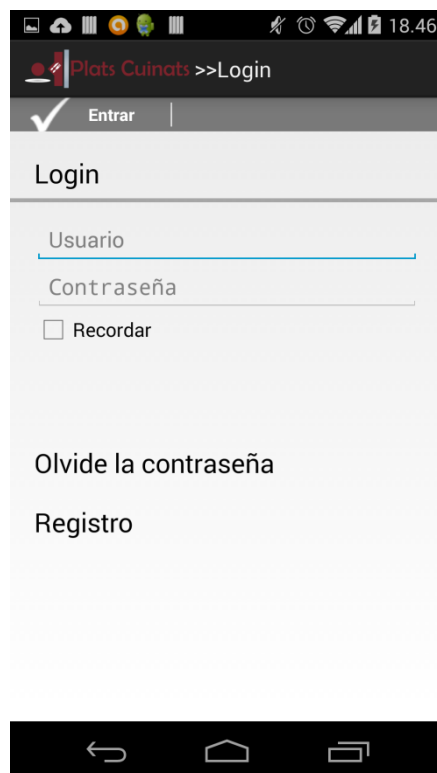 18.46
Plats Cuinats >>Login
Entrar
Login
Usuario
Contraseña
Recordar
Olvide la contraseña
Registro